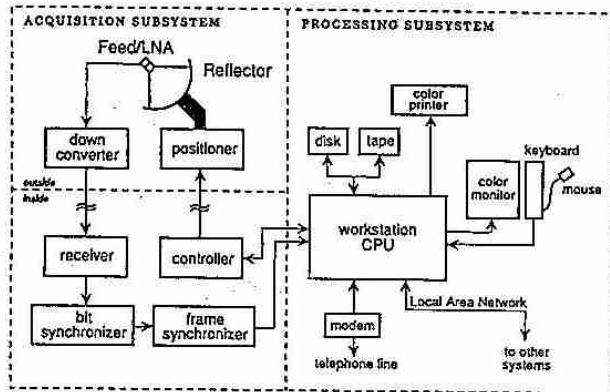 ACQUISITION SUBSYSTEM
Feed/LNA
Reflector
down
converter
positioner
outside
inside
receiver
controller
bit
synchronizer
frame
synchronizer
PROCESSING SUBSYSTEM
color
printer
disk
tape
keyboard
mouse
color
monitor
workstation
CPU
Local Area Network
modem
telephone line
to other
systems